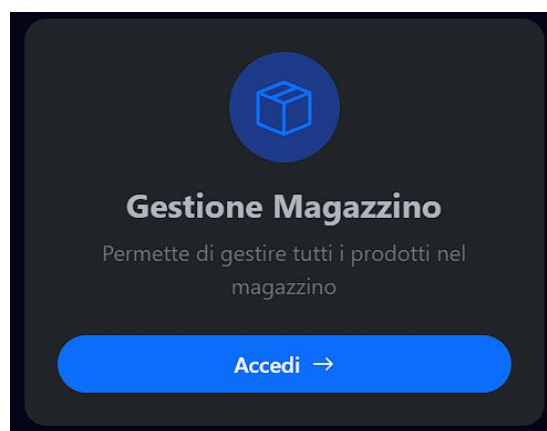 Gestione Magazzino
Permette di gestire tutti i prodotti nel
magazzino
Accedi →